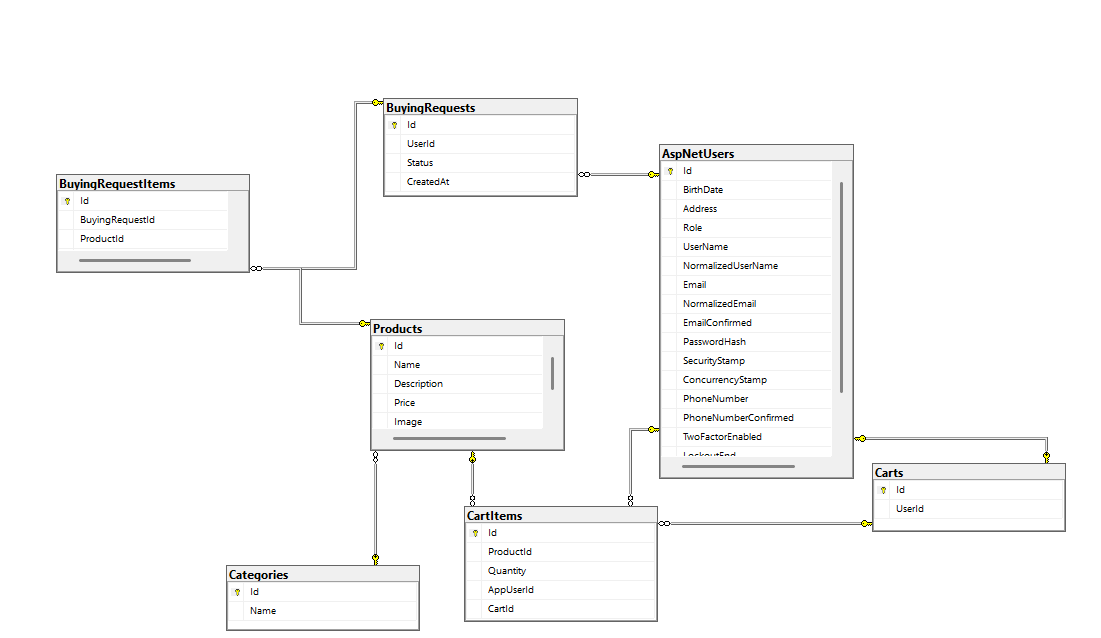 BuyingRequests
Id
UserId
Status
CreatedAt
AspNetUsers
Id
BirthDate
Address
Role
UserName
NormalizedUserName
Email
NormalizedEmail
EmailConfirmed
PasswordHash
SecurityStamp
ConcurrencyStamp
PhoneNumber
PhoneNumberConfirmed
TwoFactorEnabled
LockoutEnd
BuyingRequestItems
Id
BuyingRequestId
ProductId
Products
Id
Name
Description
Price
Image
Carts
Id
UserId
CartItems
Id
ProductId
Quantity
AppUserId
CartId
Categories
Id
Name